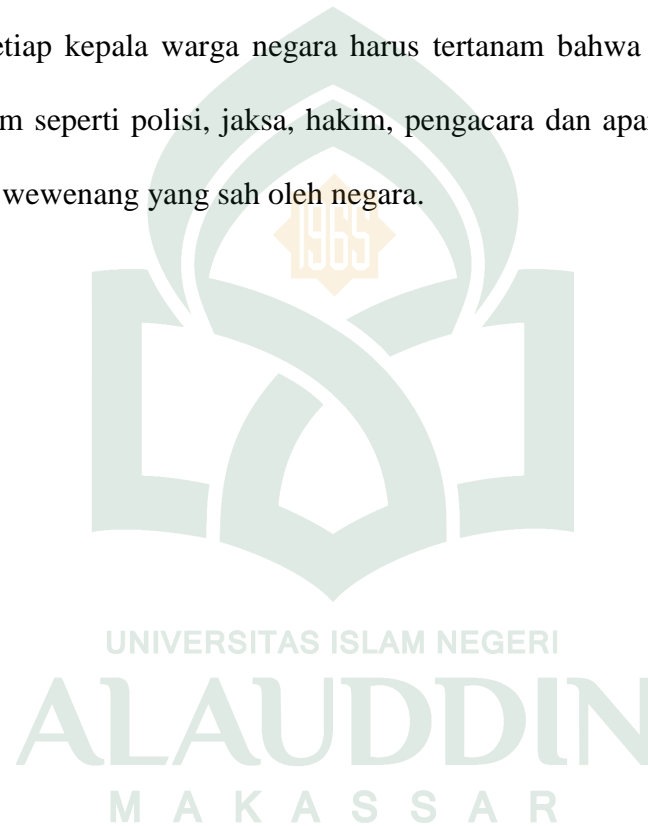 etiap kepala warga negara harus tertanam bahwa
m seperti polisi, jaksa, hakim, pengacara dan apa
wewenang yang sah oleh negara.
1965
UNIVERSITAS ISLAM NEGERI
ALAUDDIN
MAKASSAR